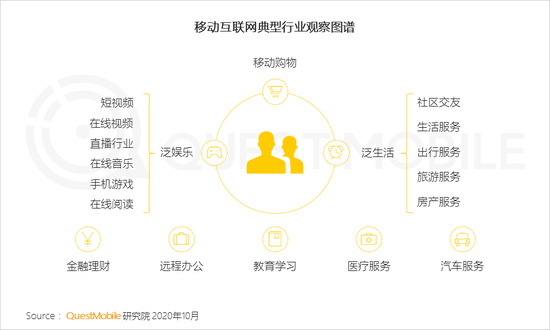 移动互联网典型行业观察图谱
移动购物
短视频
在线视频
直播行业
在线音乐
手机游戏
在线阅读
泛娱乐
泛生活
社区交友
生活服务
出行服务
旅游服务
房产服务
QUESTMOBILE
¥
金融理财
远程办公
教育学习
医疗服务
汽车服务
Source： QuestMobile 研究院 2020年10月